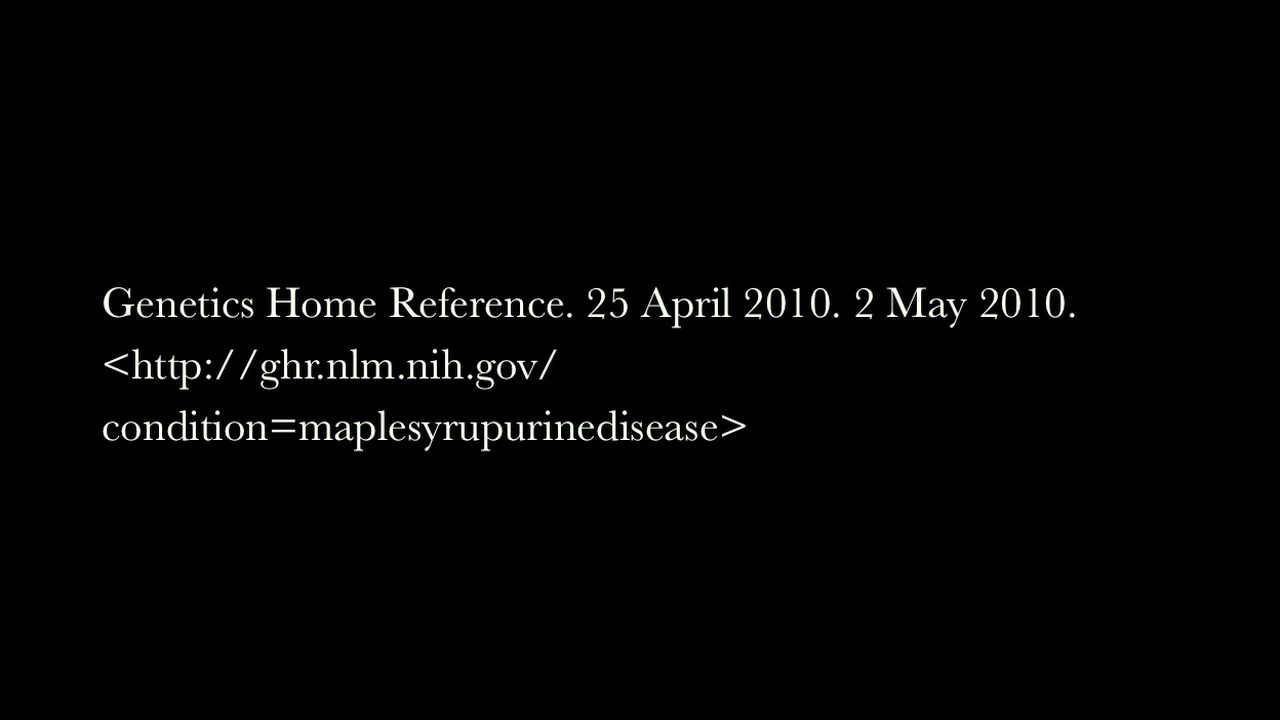 Genetics Home Reference. 25 April 2010. 2 May 2010.
<http://ghr.nlm.nih.gov/
condition=maplesyrupurinedisease>